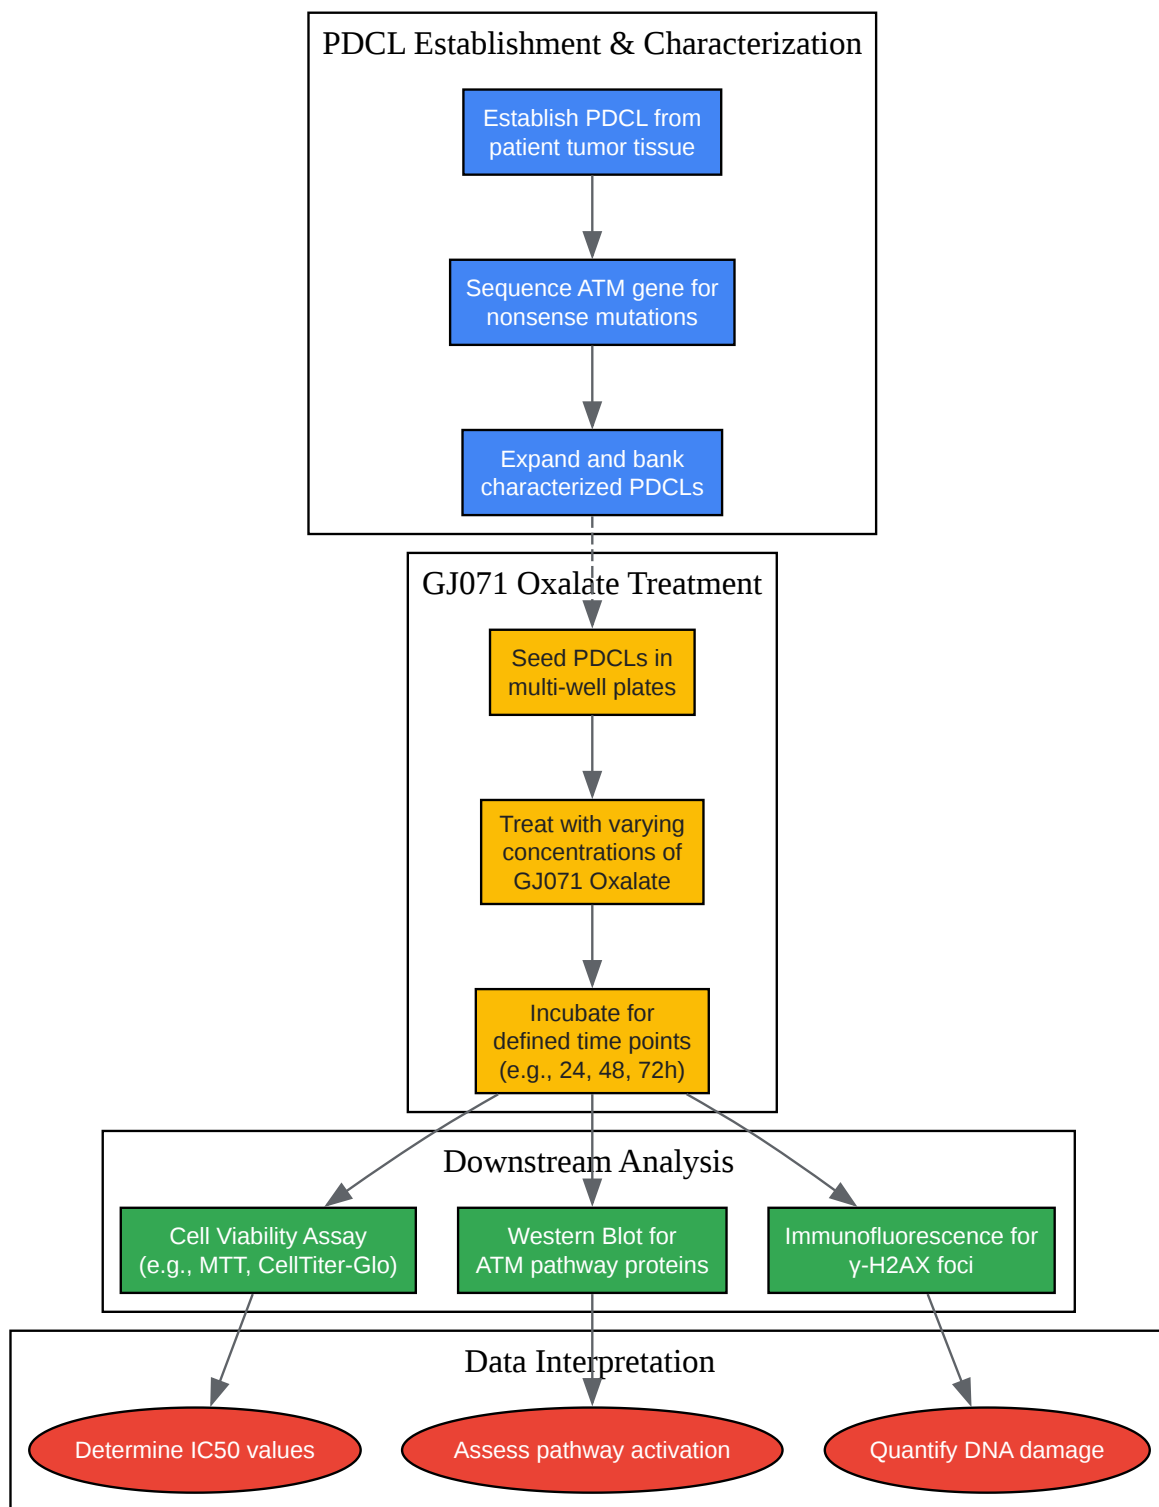 PDCL Establishment & Characterization
Establish PDCL from
patient tumor tissue
Sequence ATM gene for
nonsense mutations
Expand and bank
characterized PDCLs
GJ071 Oxalate Treatment
Seed PDCLs in
multi-well plates
Treat with varying
concentrations of
GJ071 Oxalate
Incubate for
defined time points
(e.g., 24, 48, 72h)
Downstream Analysis
Cell Viability Assay
(e.g., MTT, CellTiter-Glo)
Western Blot for
ATM pathway proteins
Immunofluorescence for
γ-H2AX foci
Data Interpretation
Determine IC50 values
Assess pathway activation
Quantify DNA damage